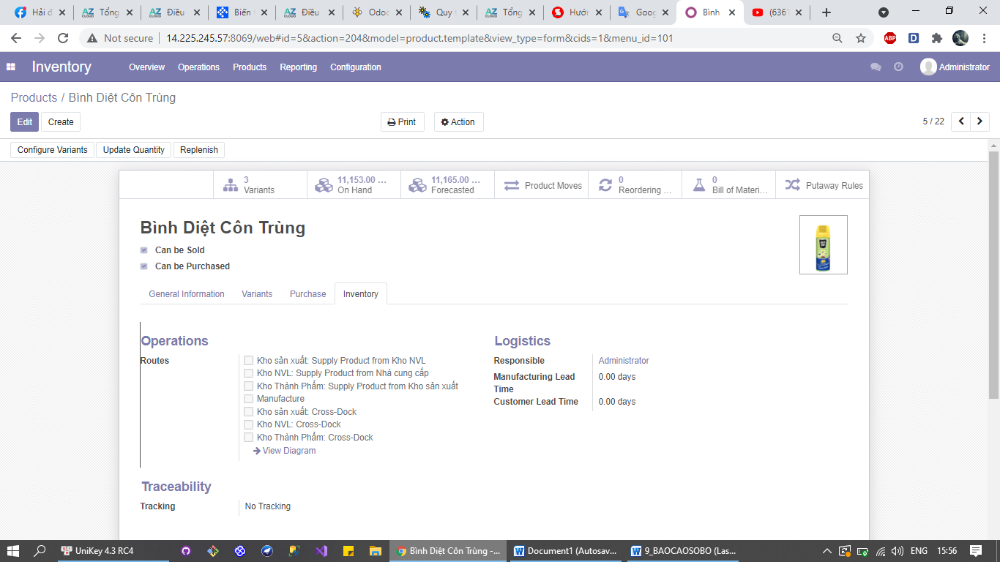 Hải đ
Tổng
Điều
Biến
Điều
Odoo
Quy
Tổng
Hướn
Goog
Bình
(636)
Not secure
14.225.245.57:8069/web#id=5&action=204&model=product.template&view_type=form&cids=1&menu_id=101
ABP
Inventory
Overview
Operations
Products
Reporting
Configuration
Administrator
Products / Bình Diệt Côn Trùng
Edit
Create
Print
Action
5 / 22
Configure Variants
Update Quantity
Replenish
3
Variants
11,153.00 ...
On Hand
11,165.00 ...
Forecasted
Product Moves
0
Reordering ...
0
Bill of Materi...
Putaway Rules
Bình Diệt Côn Trùng
Can be Sold
Can be Purchased
General Information
Variants
Purchase
Inventory
Operations
Routes
Kho sản xuất: Supply Product from Kho NVL
Kho NVL: Supply Product from Nhà cung cấp
Kho Thành Phẩm: Supply Product from Kho sản xuất
Manufacture
Kho sản xuất: Cross-Dock
Kho NVL: Cross-Dock
Kho Thành Phẩm: Cross-Dock
View Diagram
Logistics
Responsible
Administrator
Manufacturing Lead
Time
0.00 days
Customer Lead Time
0.00 days
Traceability
Tracking
No Tracking
UniKey 4.3 RC4
Bình Diệt Côn Trùng -...
Document1 (Autosav...
9_BAOCAOSOBO (Las...
ENG
15:56